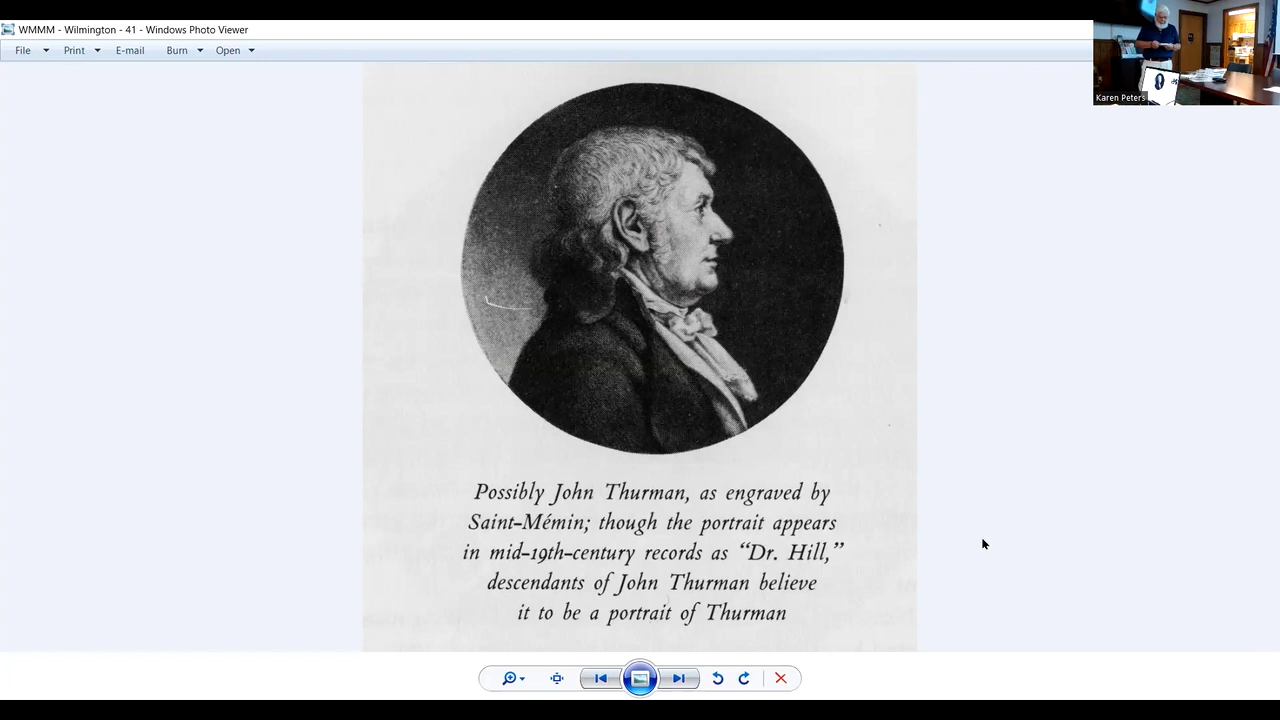 WMMM - Wilmington - 41 - Windows Photo Viewer
File Print E-mail Burn Open
Karen Peters
Possibly John Thurman, as engraved by
Saint-Mémin; though the portrait appears
in mid-19th-century records as “Dr. Hill,”
descendants of John Thurman believe
it to be a portrait of Thurman